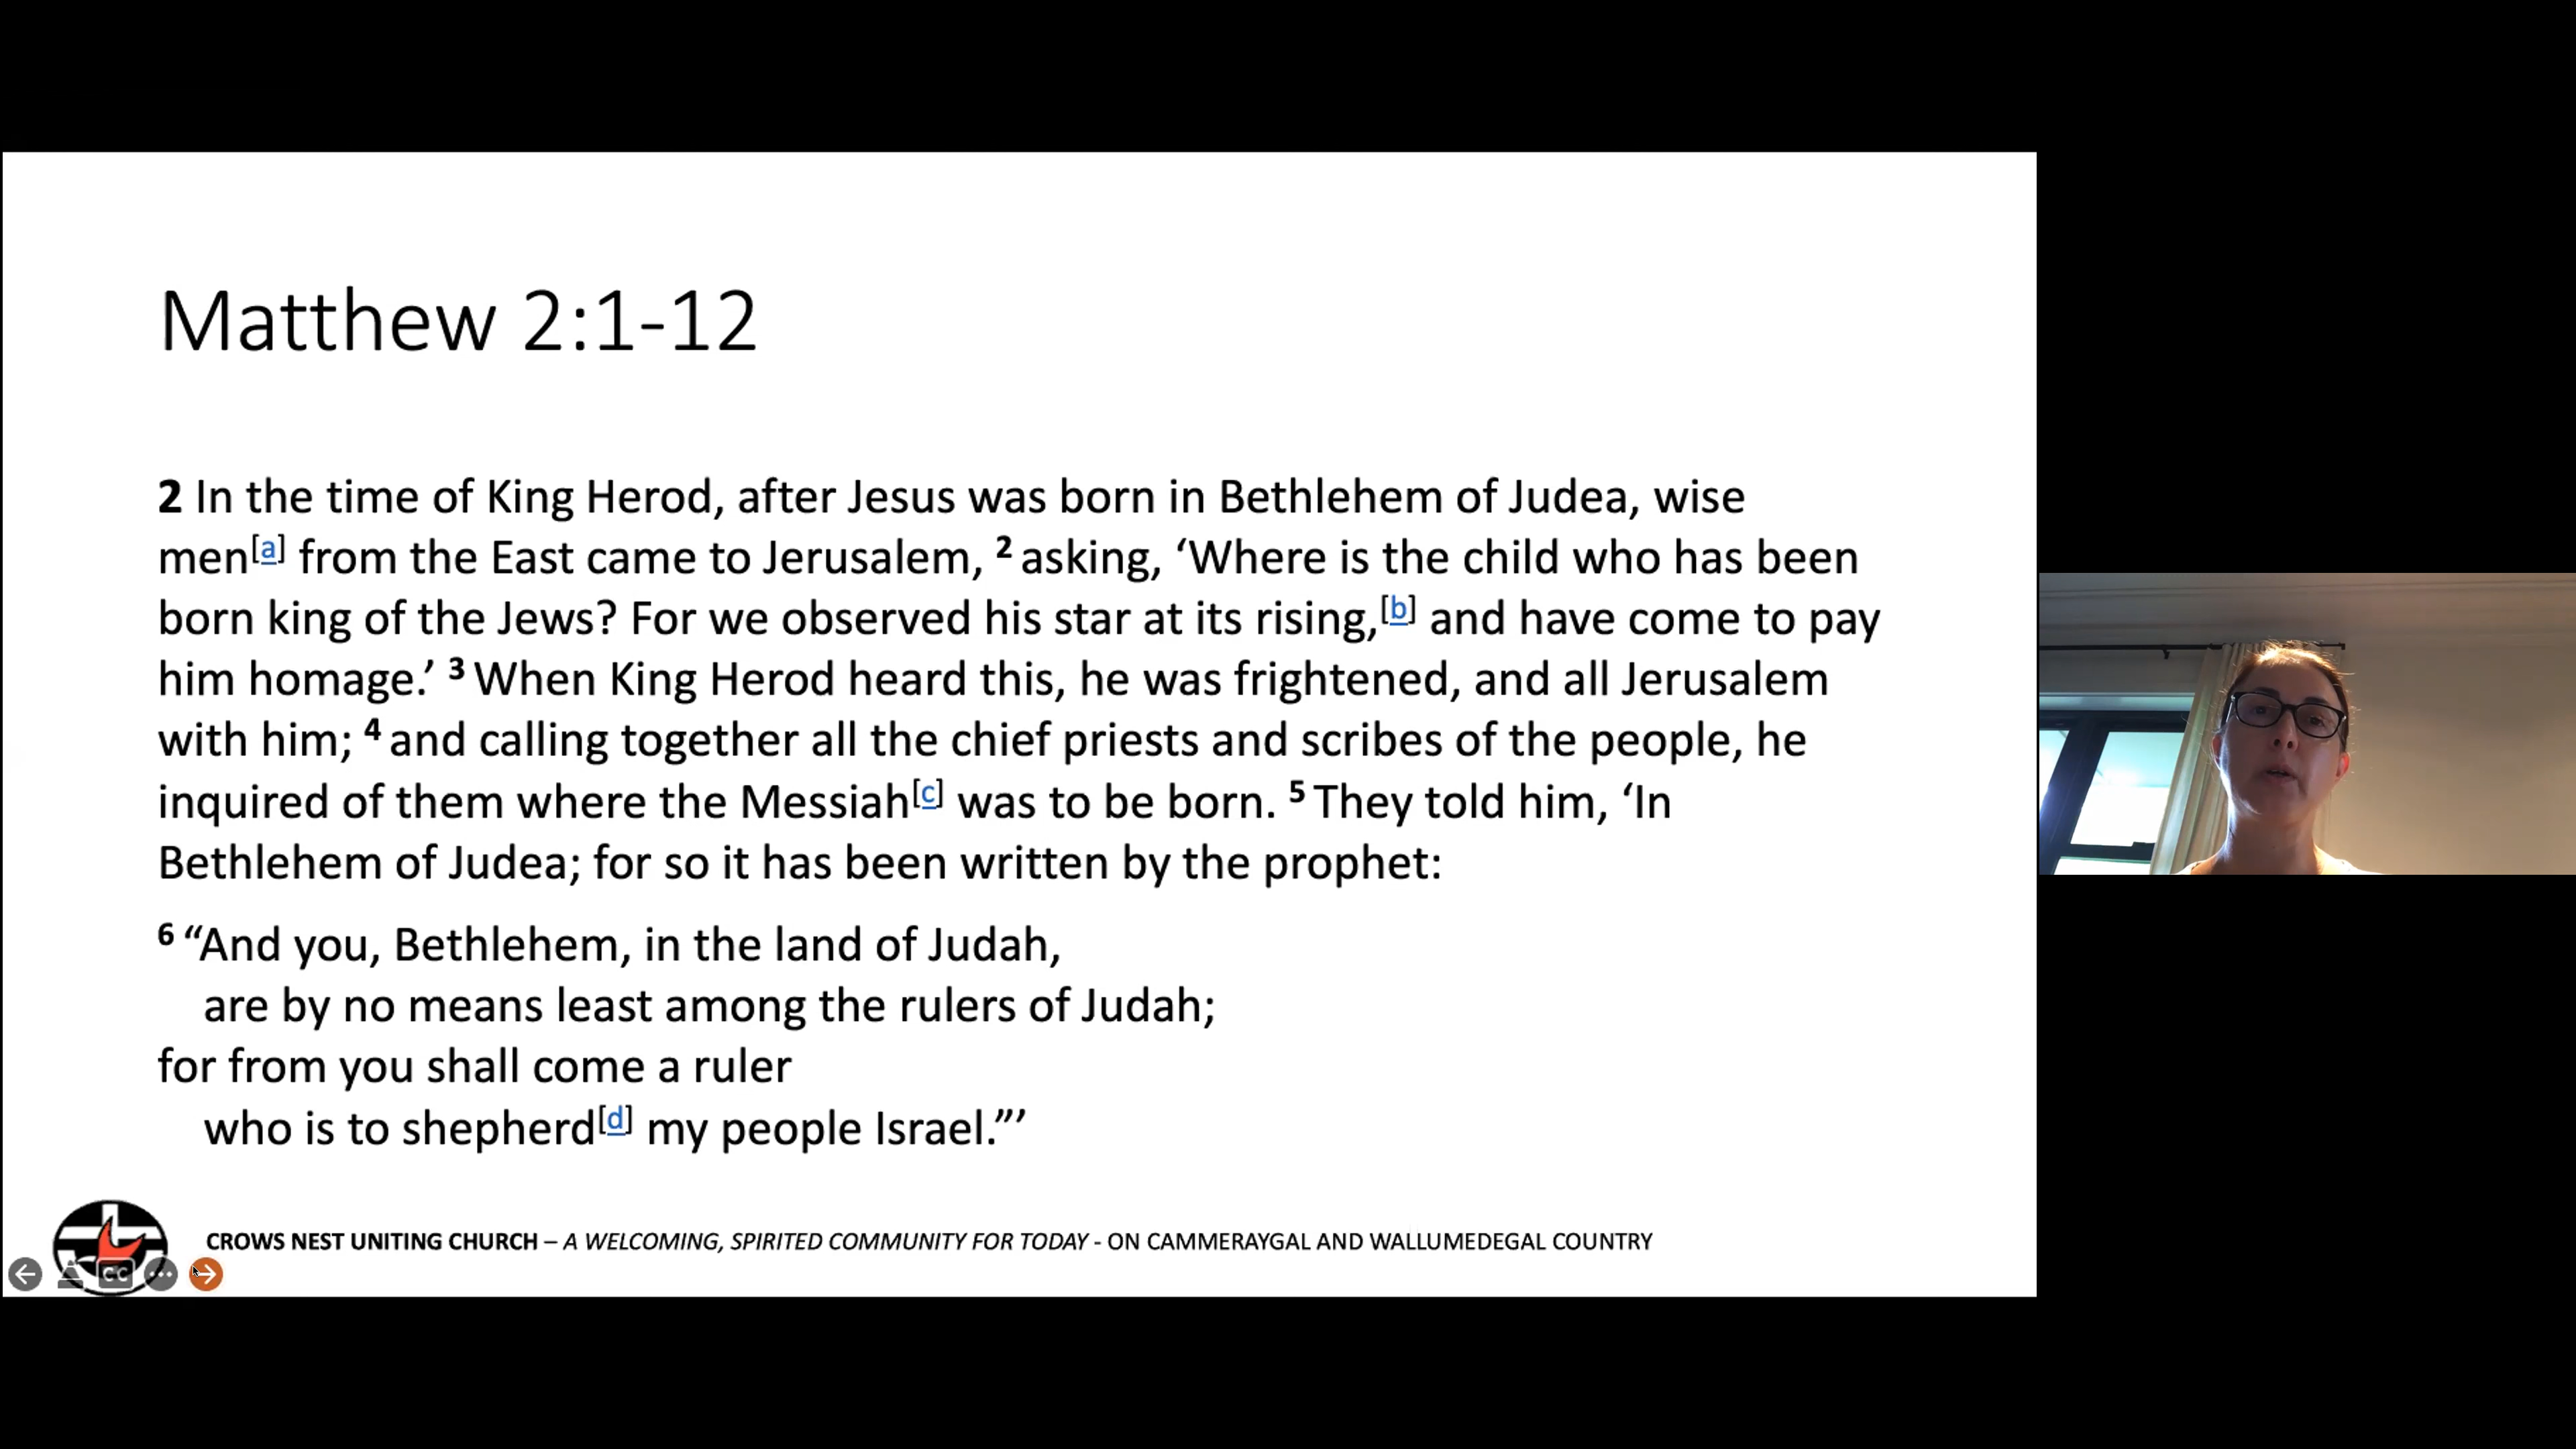 Matthew 2:1-12
2 In the time of King Herod, after Jesus was born in Bethlehem of Judea, wise
men[a] from the East came to Jerusalem, 2 asking, ‘Where is the child who has been
born king of the Jews? For we observed his star at its rising,[b] and have come to pay
him homage.’ 3 When King Herod heard this, he was frightened, and all Jerusalem
with him; 4 and calling together all the chief priests and scribes of the people, he
inquired of them where the Messiah[c] was to be born. 5 They told him, ‘In
Bethlehem of Judea; for so it has been written by the prophet:
6 “And you, Bethlehem, in the land of Judah,
are by no means least among the rulers of Judah;
for from you shall come a ruler
who is to shepherd[d] my people Israel.”’
CROWS NEST UNITING CHURCH – A WELCOMING, SPIRITED COMMUNITY FOR TODAY - ON CAMMERAYGAL AND WALLUMEDEGAL COUNTRY
CC